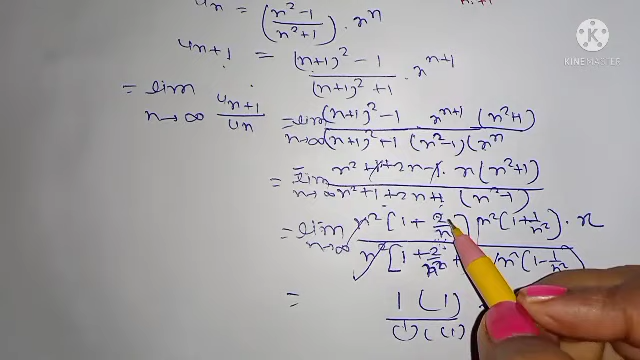 n+1
un = (n²-1 / n²+1) . xⁿ
KINEMASTER
un+1 = (n+1)²-1 / (n+1)²+1 . xⁿ⁺¹
= lim n→∞ un+1 / un = lim n→∞ (n+1)²-1 xⁿ⁺¹ (n²+1) / (n+1)²+1 (n²-1) (xⁿ
= lim n→∞ n²+1+2n-1 . x (n²+1) / n²+1+2n+1 (n²-1)
= lim n→∞ n² [1 + 2/n] n² (1+1/n²) . x / n² [1 + 2/n + n² (1-1/n²)
= 1 (1) / (1) (1)